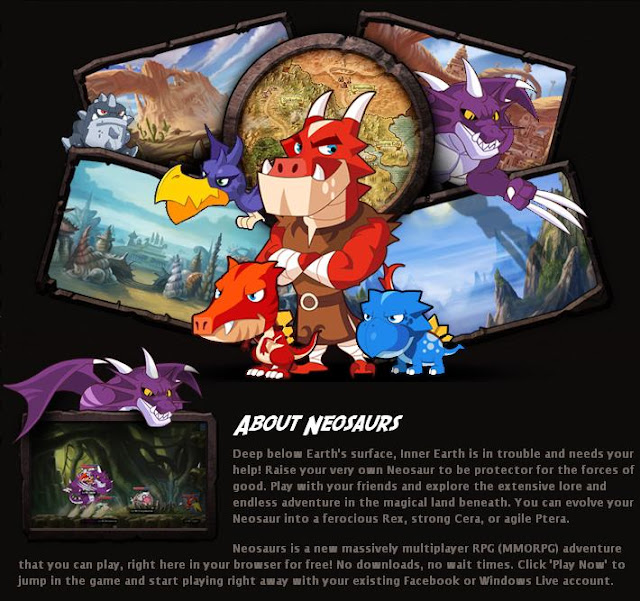 About Neosaurs
Deep below Earth's surface, Inner Earth is in trouble and needs your
help! Raise your very own Neosaur to be protector for the forces of
good. Play with your friends and explore the extensive lore and
endless adventure in the magical land beneath. You can evolve your
Neosaur into a ferocious Rex, strong Cera, or agile Ptera.
Neosaurs is a new massively multiplayer RPG (MMORPG) adventure
that you can play, right here in your browser for free! No downloads, no wait times. Click 'Play Now' to
jump in the game and start playing right away with your existing Facebook or Windows Live account.